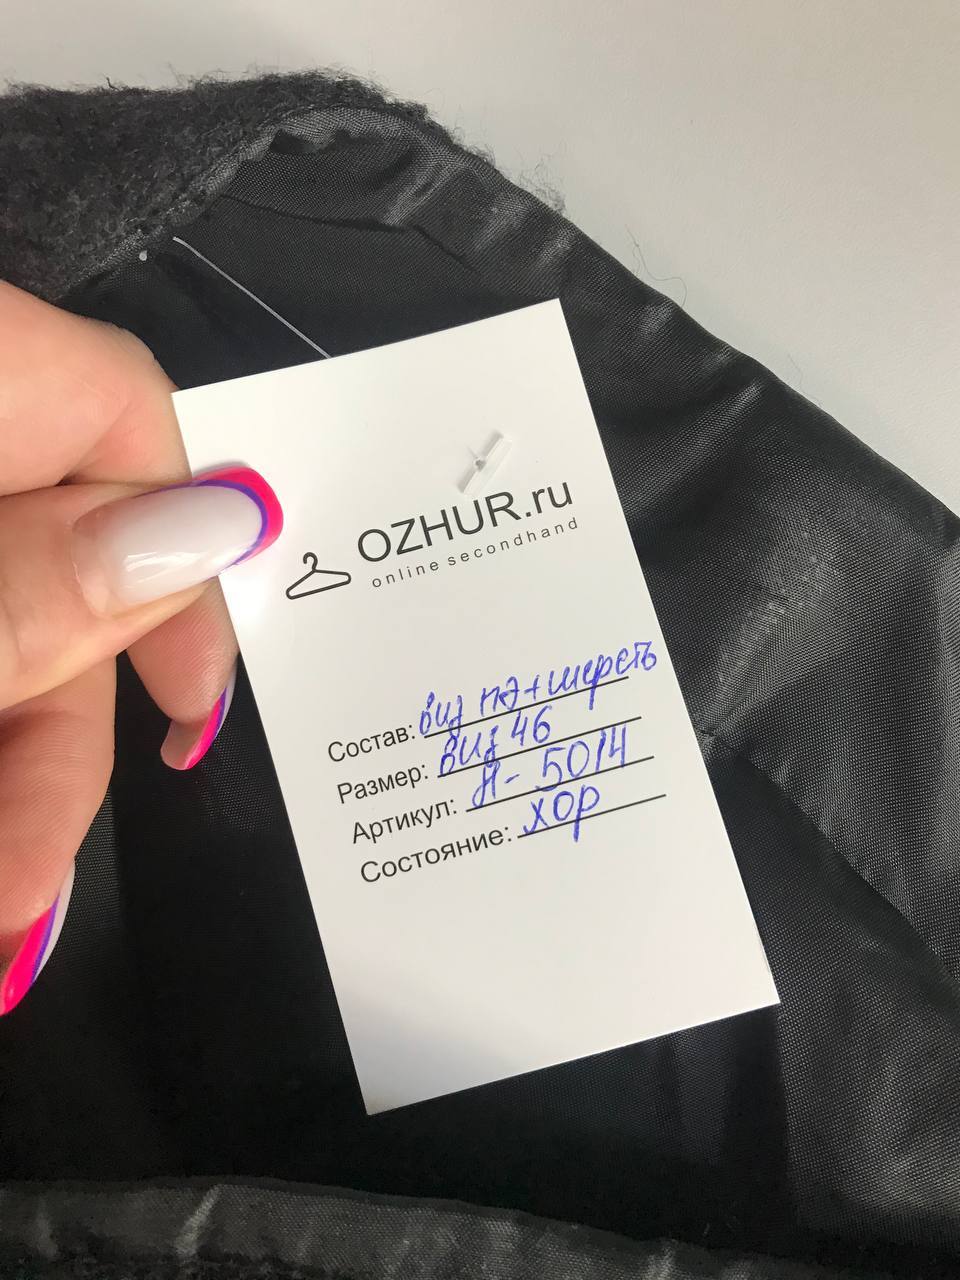 OZHUR.ru
online secondhand
Состав: виз пэ+шерсть
Размер: виз 46
Артикул: Я- 5014
Состояние: хор